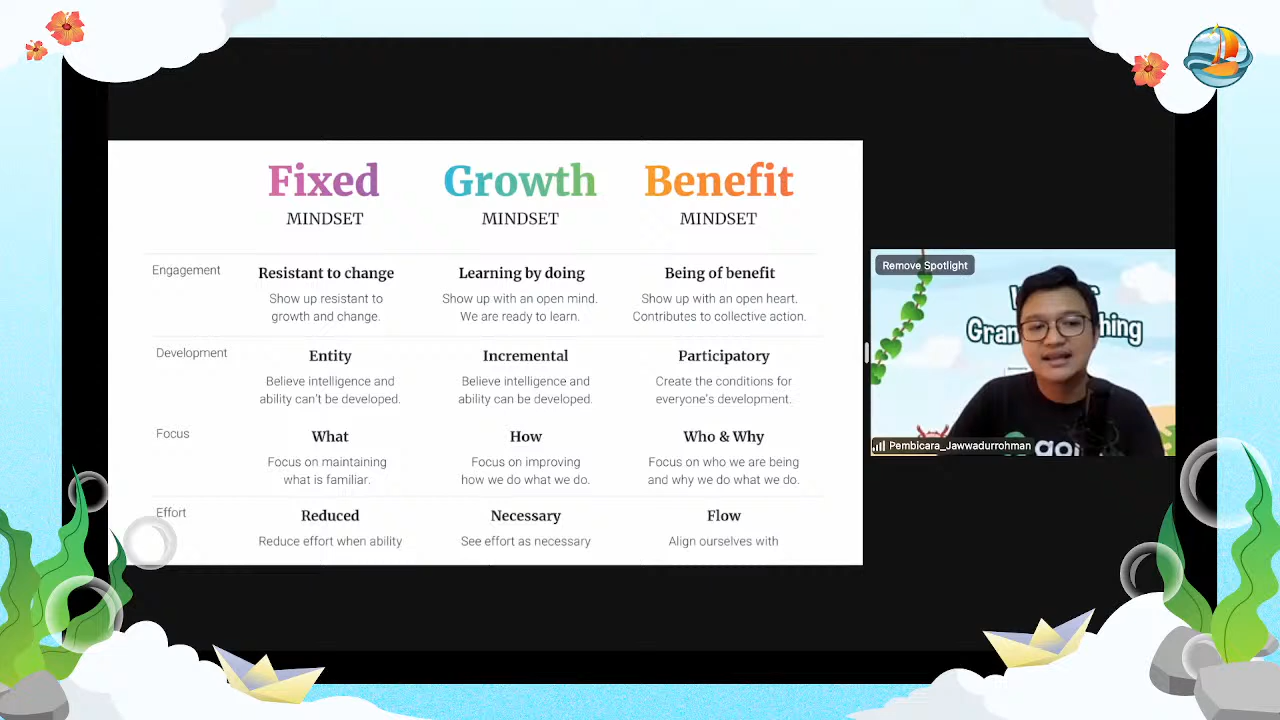 Fixed
MINDSET
Growth
MINDSET
Benefit
MINDSET
Engagement
Resistant to change
Show up resistant to
growth and change.
Learning by doing
Show up with an open mind.
We are ready to learn.
Being of benefit
Show up with an open heart.
Contributes to collective action.
Development
Entity
Believe intelligence and
ability can't be developed.
Incremental
Believe intelligence and
ability can be developed.
Participatory
Create the conditions for
everyone's development.
Focus
What
Focus on maintaining
what is familiar.
How
Focus on improving
how we do what we do.
Who & Why
Focus on who we are being
and why we do what we do.
Effort
Reduced
Reduce effort when ability
Necessary
See effort as necessary
Flow
Align ourselves with
Remove Spotlight
Pembicara_Jawwadurrohman